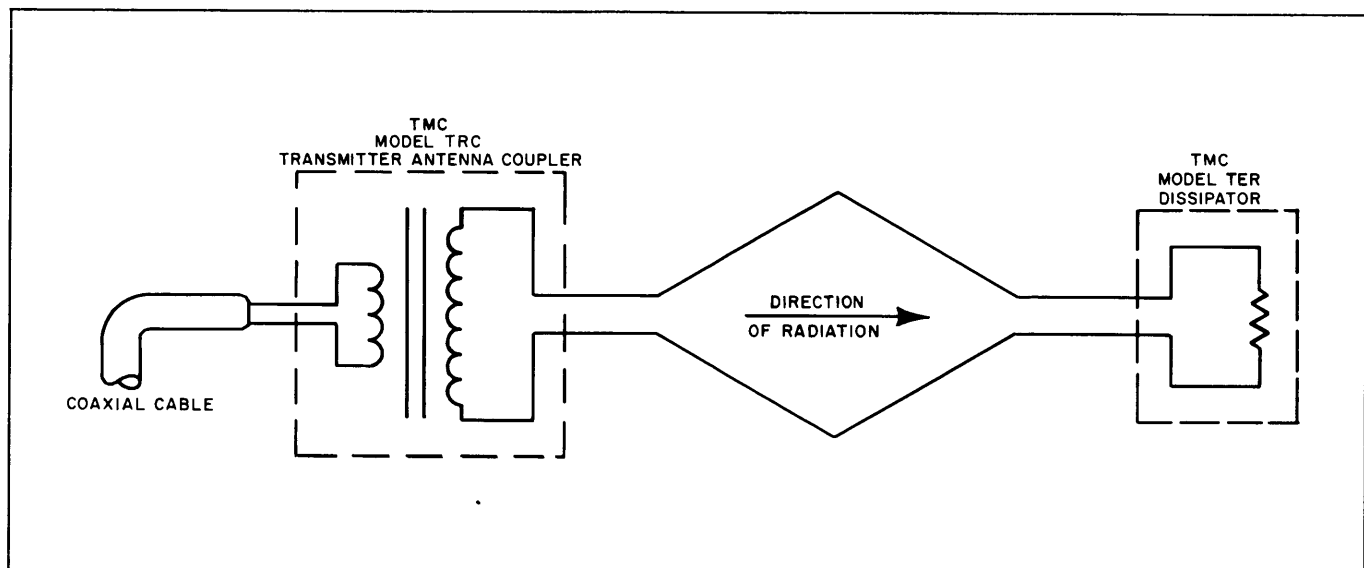 TMC
MODEL TRC
TRANSMITTER ANTENNA COUPLER
TMC
MODEL TER
DISSIPATOR
DIRECTION
OF RADIATION
COAXIAL CABLE